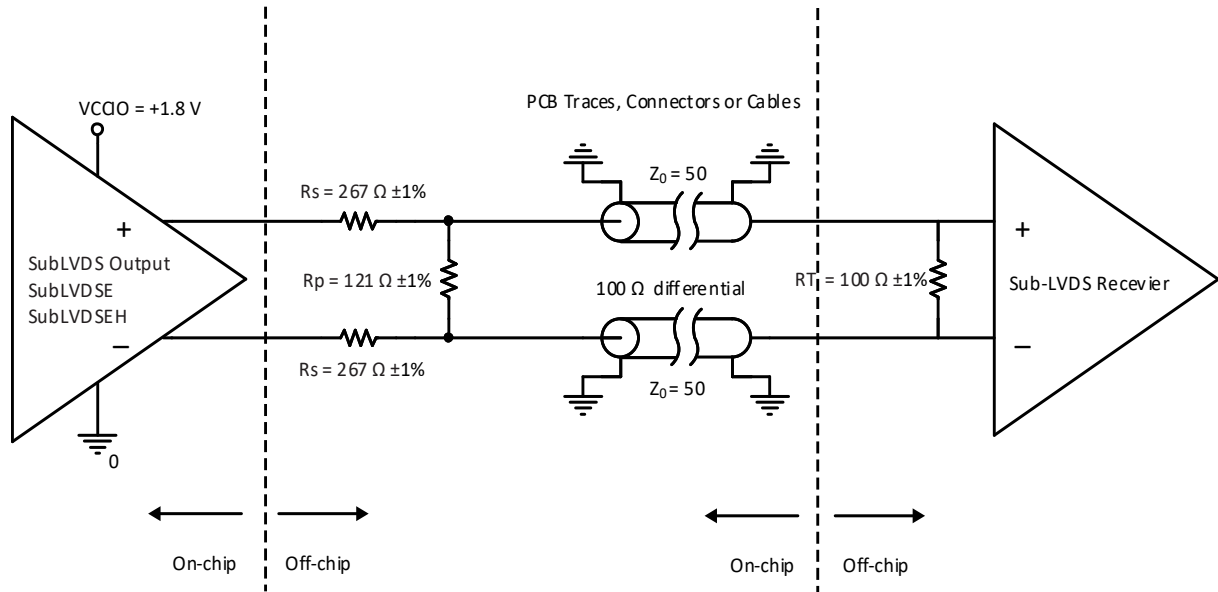 VCCIO = +1.8 V
PCB Traces, Connectors or Cables
Z0 = 50
Rs = 267 Ω ±1%
+
SubLVDS Output
SubLVDSE
SubLVDSEH
−
Rp = 121 Ω ±1%
100 Ω differential
RT = 100 Ω ±1%
+
Sub-LVDS Recevier
−
Rs = 267 Ω ±1%
Z0 = 50
0
On-chip
Off-chip
On-chip
Off-chip